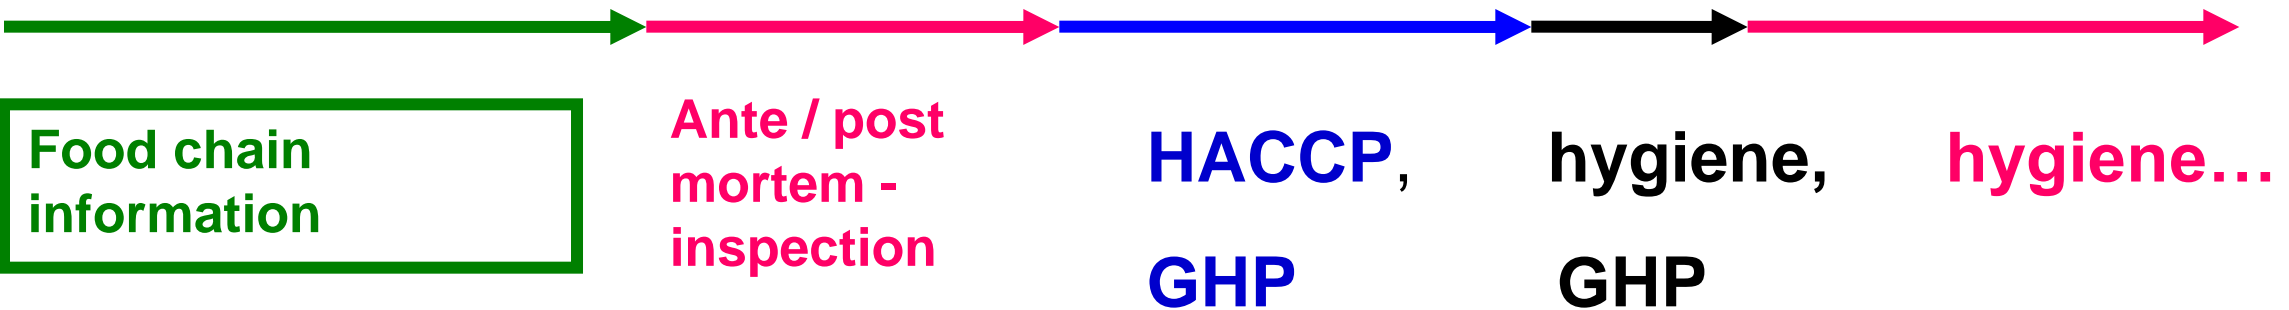 Food chain
information
Ante / post
mortem -
inspection
HACCP,
GHP
hygiene,
GHP
hygiene…